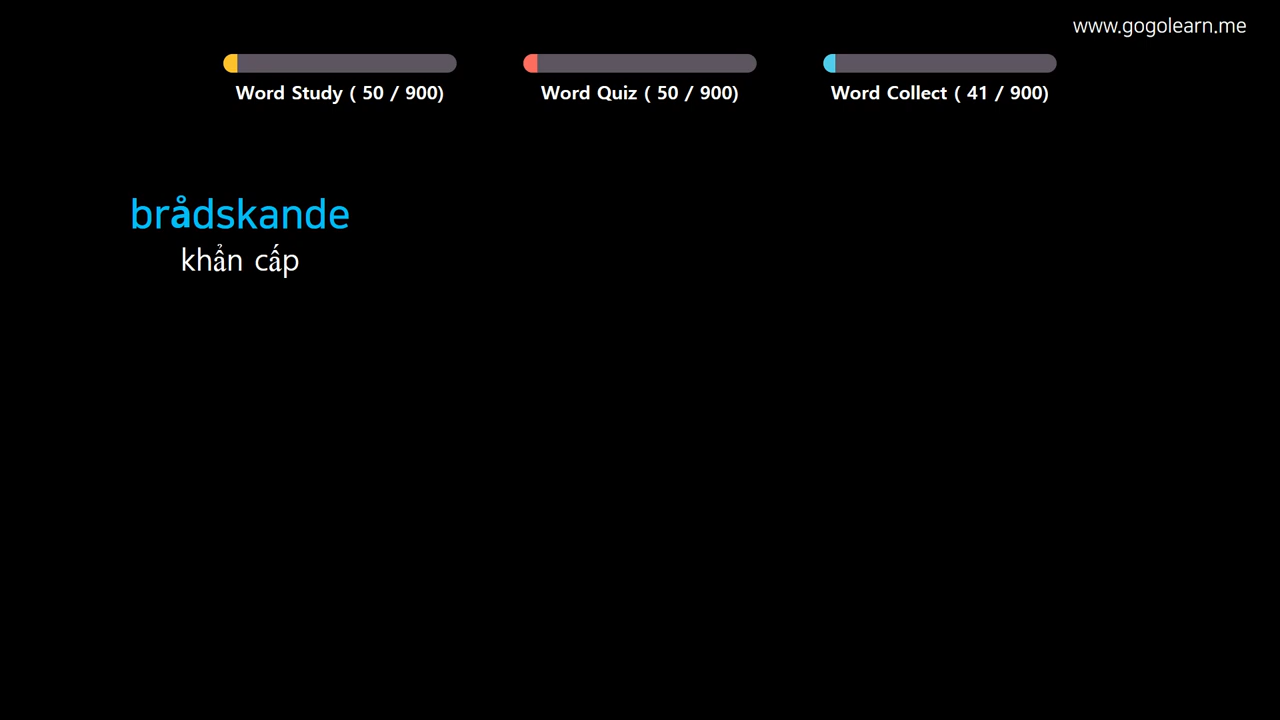 www.gogolearn.me
Word Study ( 50 / 900)
Word Quiz ( 50 / 900)
Word Collect ( 41 / 900)
brådskande
khẩn cấp